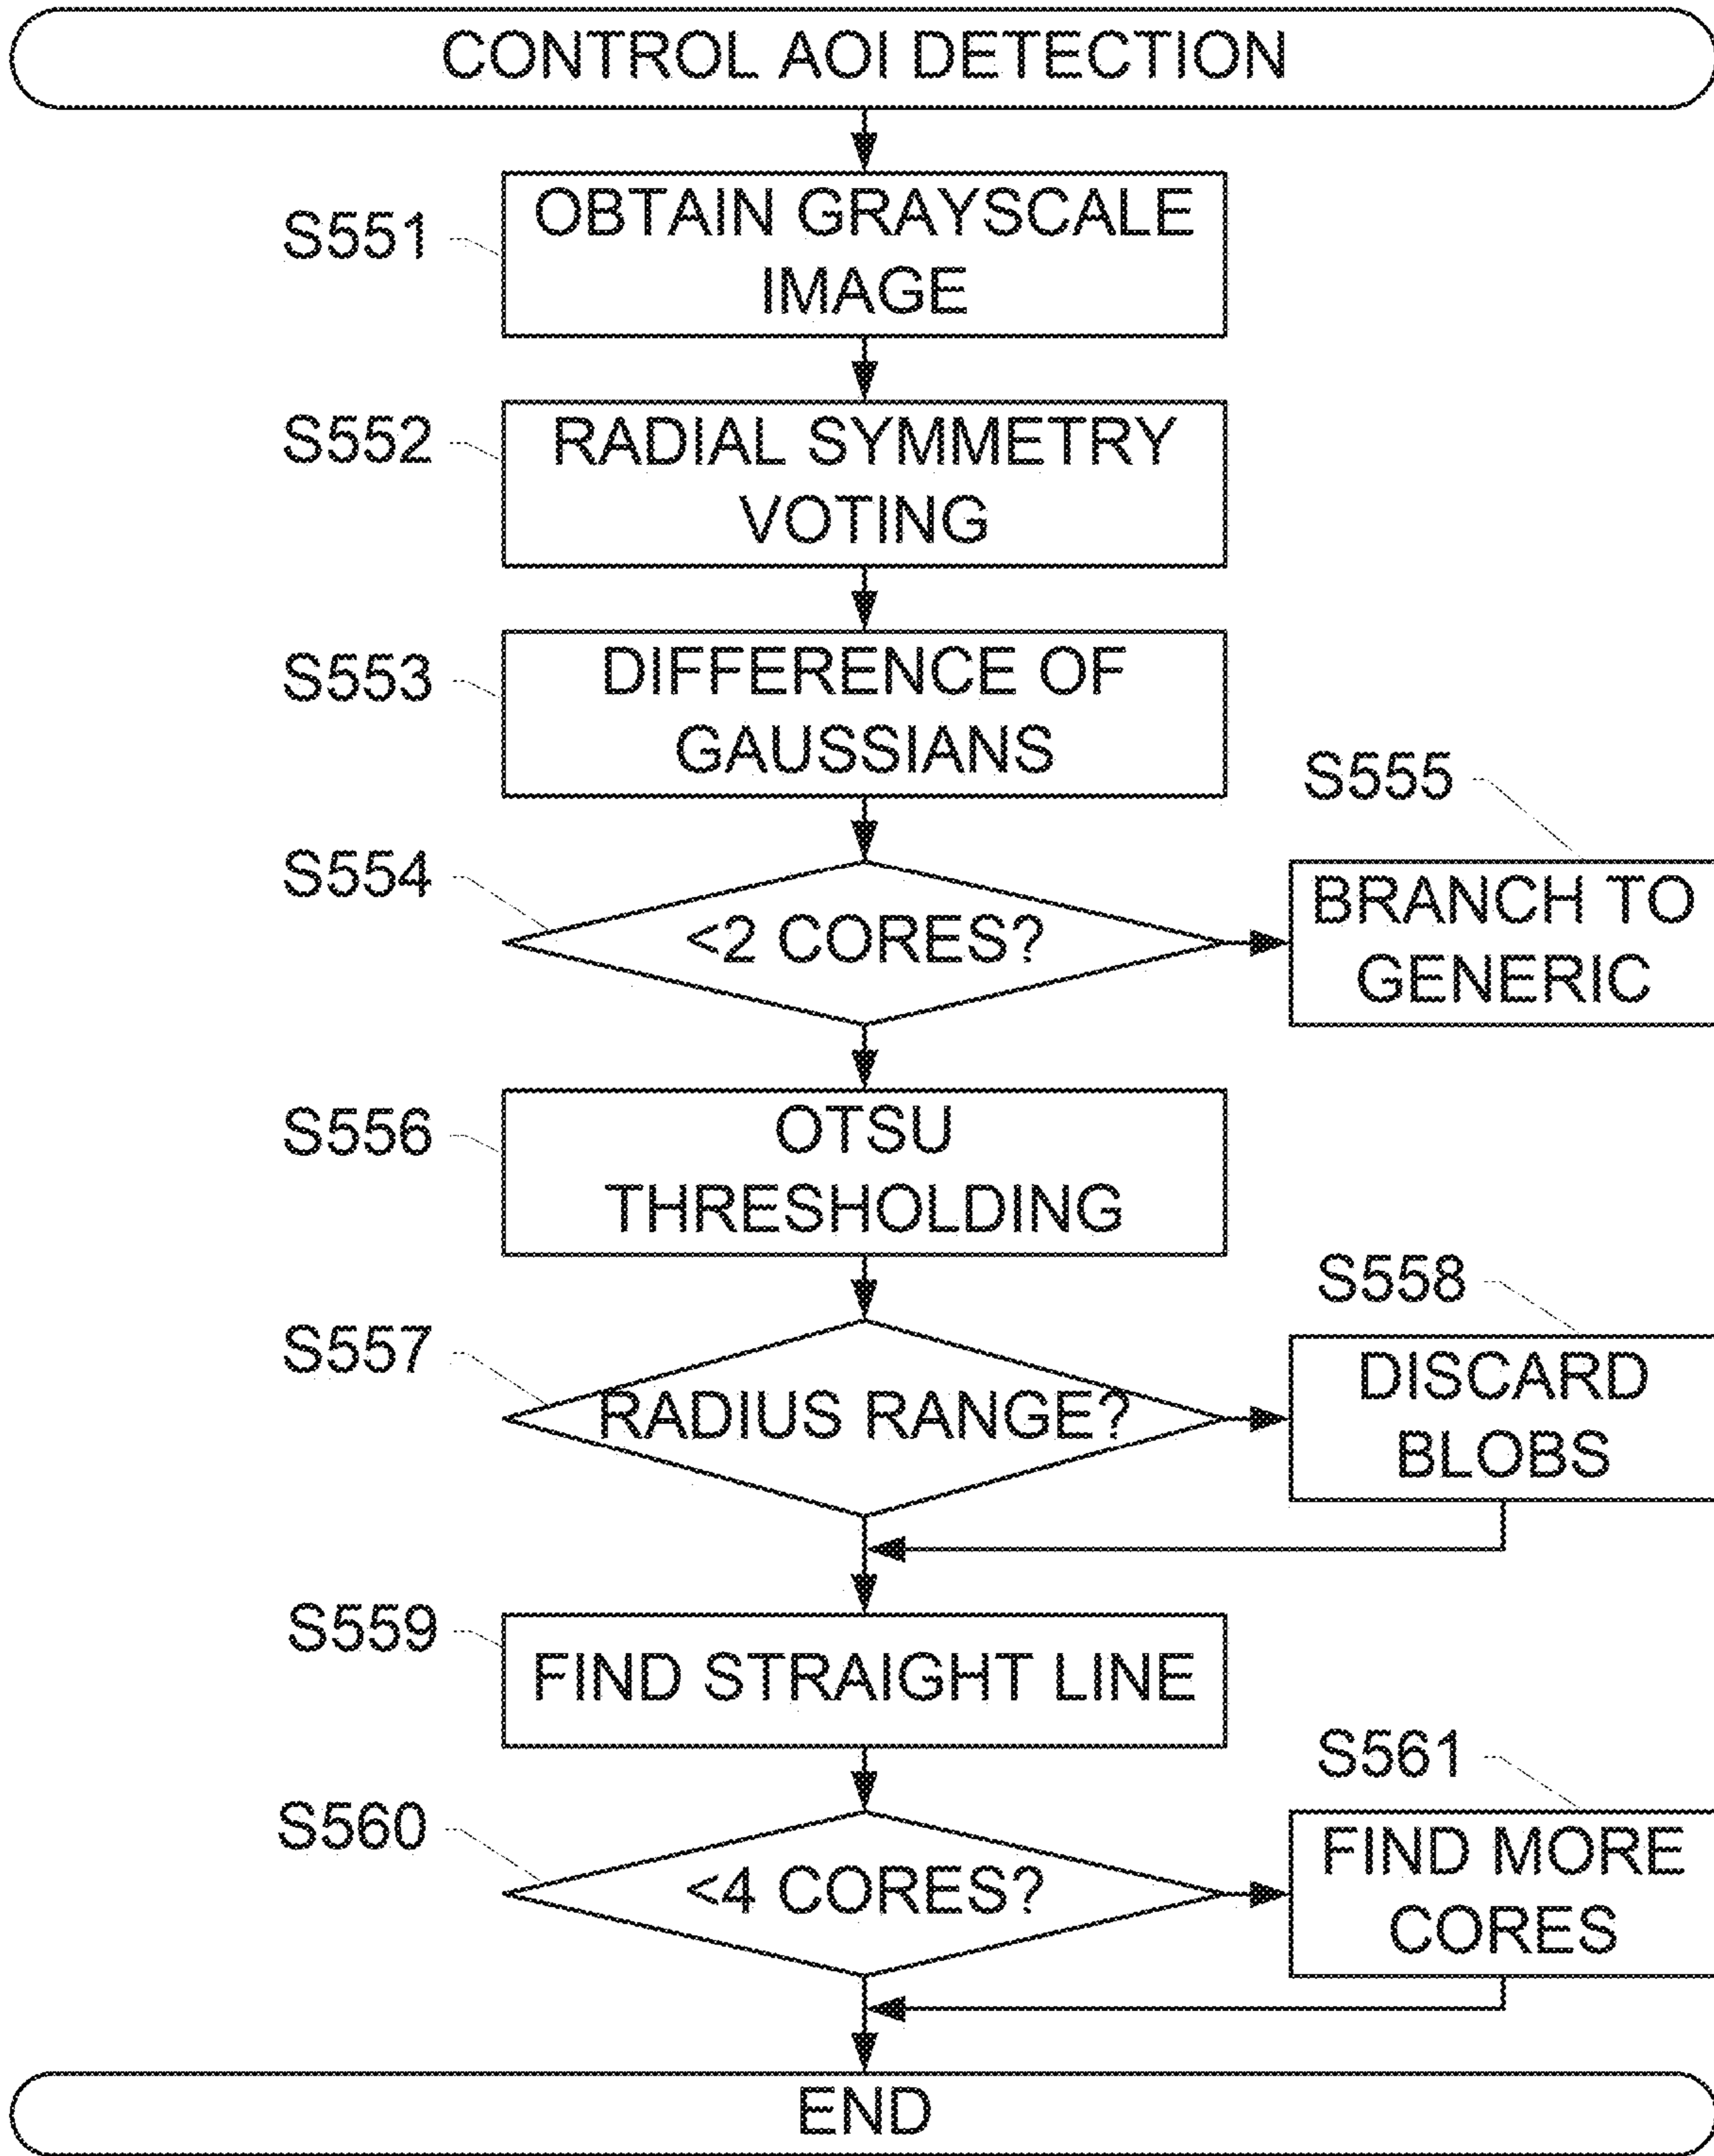 CONTROL AOI DETECTION
S551
OBTAIN GRAYSCALE
IMAGE
S552
RADIAL SYMMETRY
VOTING
S553
DIFFERENCE OF
GAUSSIANS
S554
<2 CORES?
S555
BRANCH TO
GENERIC
S556
OTSU
THRESHOLDING
S557
RADIUS RANGE?
S558
DISCARD
BLOBS
S559
FIND STRAIGHT LINE
S560
<4 CORES?
S561
FIND MORE
CORES
END